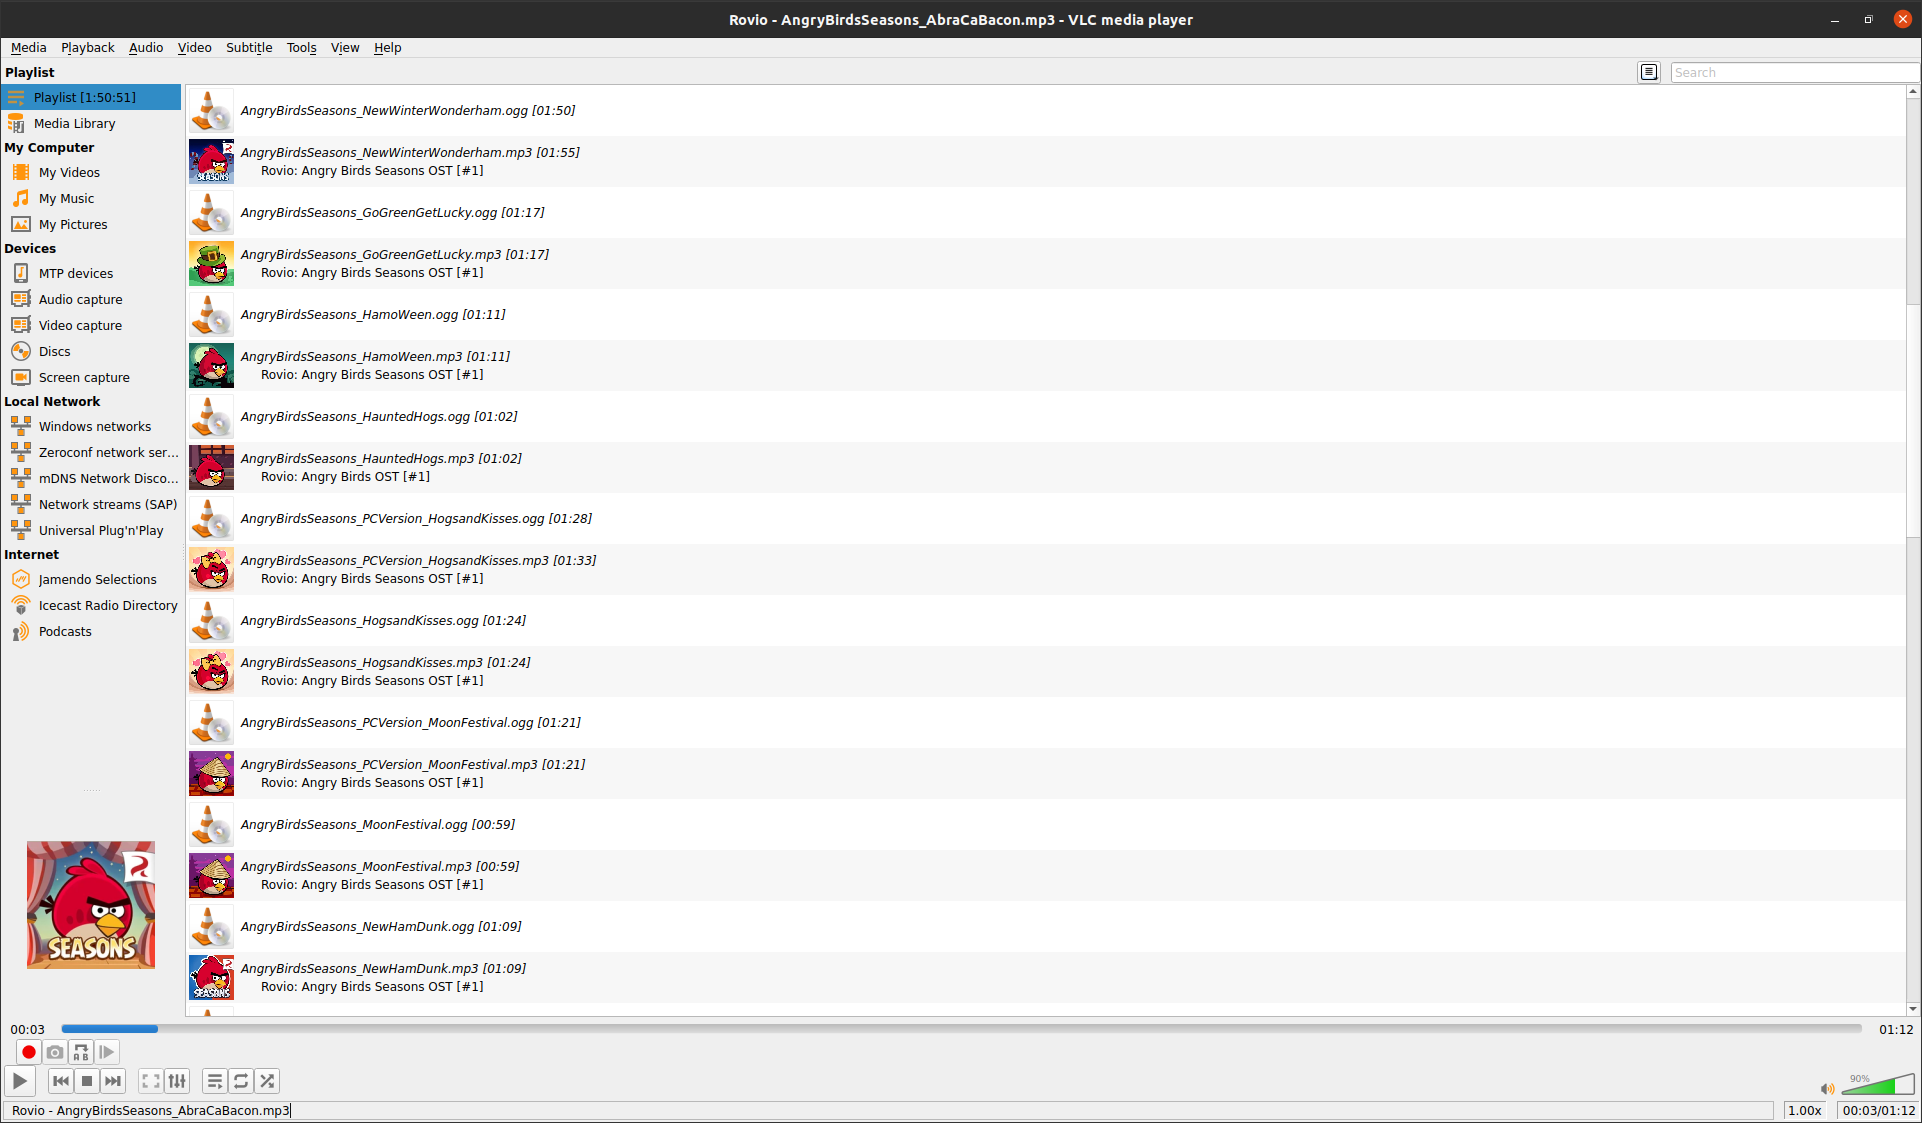 Rovio - AngryBirdsSeasons_AbraCaBacon.mp3 - VLC media player
Media Playback Audio Video Subtitle Tools View Help
Playlist
Search
Playlist [1:50:51]
Media Library
My Computer
My Videos
My Music
My Pictures
Devices
MTP devices
Audio capture
Video capture
Discs
Screen capture
Local Network
Windows networks
Zeroconf network ser...
mDNS Network Disco...
Network streams (SAP)
Universal Plug'n'Play
Internet
Jamendo Selections
Icecast Radio Directory
Podcasts
AngryBirdsSeasons_NewWinterWonderham.ogg [01:50]
AngryBirdsSeasons_NewWinterWonderham.mp3 [01:55]
Rovio: Angry Birds Seasons OST [#1]
SEASONS
AngryBirdsSeasons_GoGreenGetLucky.ogg [01:17]
AngryBirdsSeasons_GoGreenGetLucky.mp3 [01:17]
Rovio: Angry Birds Seasons OST [#1]
AngryBirdsSeasons_HamoWeen.ogg [01:11]
AngryBirdsSeasons_HamoWeen.mp3 [01:11]
Rovio: Angry Birds Seasons OST [#1]
AngryBirdsSeasons_HauntedHogs.ogg [01:02]
AngryBirdsSeasons_HauntedHogs.mp3 [01:02]
Rovio: Angry Birds OST [#1]
AngryBirdsSeasons_PCVersion_HogsandKisses.ogg [01:28]
AngryBirdsSeasons_PCVersion_HogsandKisses.mp3 [01:33]
Rovio: Angry Birds Seasons OST [#1]
AngryBirdsSeasons_HogsandKisses.ogg [01:24]
AngryBirdsSeasons_HogsandKisses.mp3 [01:24]
Rovio: Angry Birds Seasons OST [#1]
AngryBirdsSeasons_PCVersion_MoonFestival.ogg [01:21]
AngryBirdsSeasons_PCVersion_MoonFestival.mp3 [01:21]
Rovio: Angry Birds Seasons OST [#1]
AngryBirdsSeasons_MoonFestival.ogg [00:59]
AngryBirdsSeasons_MoonFestival.mp3 [00:59]
Rovio: Angry Birds Seasons OST [#1]
AngryBirdsSeasons_NewHamDunk.ogg [01:09]
AngryBirdsSeasons_NewHamDunk.mp3 [01:09]
Rovio: Angry Birds Seasons OST [#1]
SEASONS
SEASONS
00:03
01:12
A B
90%
Rovio - AngryBirdsSeasons_AbraCaBacon.mp3
1.00x
00:03/01:12